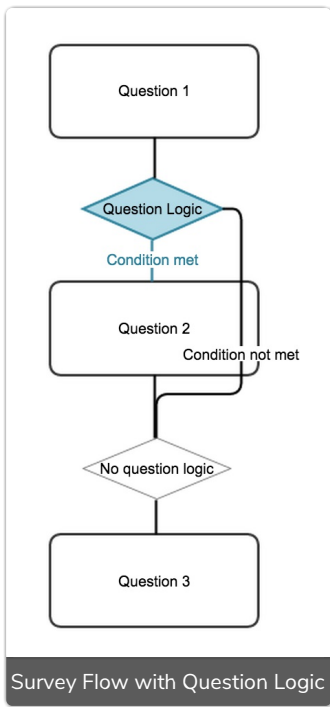 Question 1
Question Logic
Condition met
Question 2
Condition not met
No question logic
Question 3
Survey Flow with Question Logic